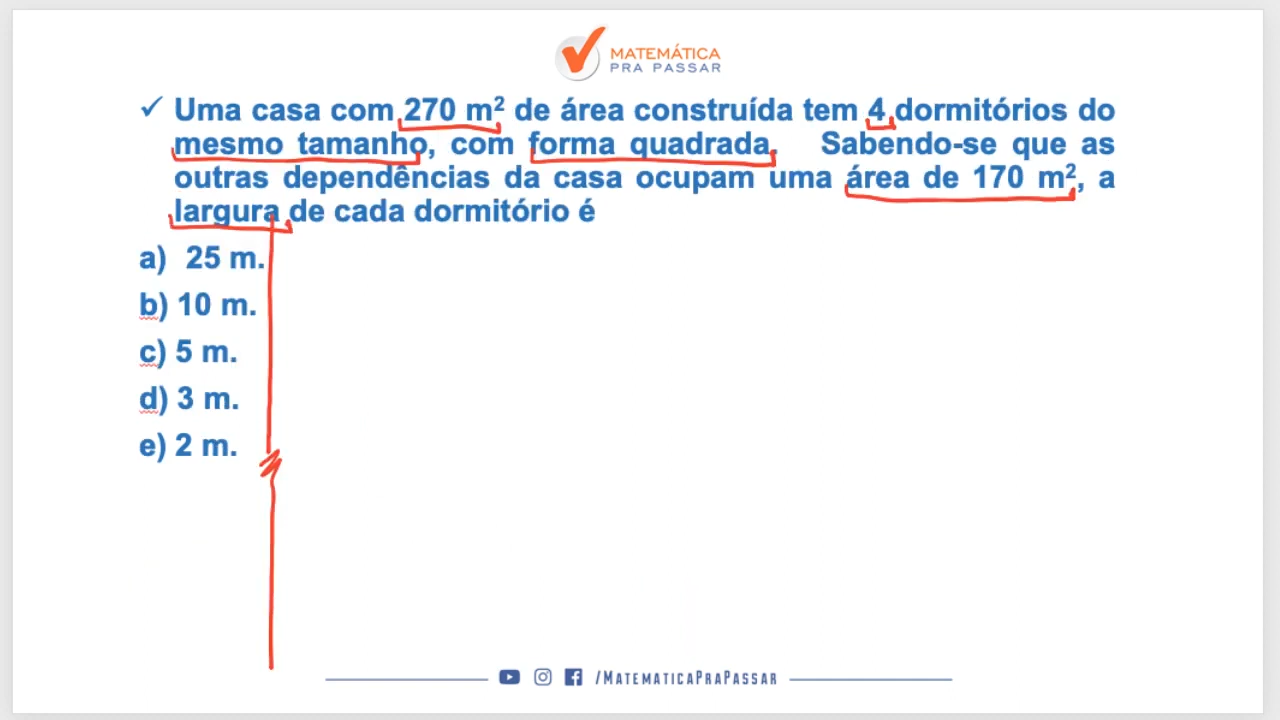 MATEMÁTICA
PRA PASSAR
✓ Uma casa com 270 m² de área construída tem 4 dormitórios do
mesmo tamanho, com forma quadrada. Sabendo-se que as
outras dependências da casa ocupam uma área de 170 m², a
largura de cada dormitório é
a) 25 m.
b) 10 m.
c) 5 m.
d) 3 m.
e) 2 m.
/MATEMATICAPRAPASSAR